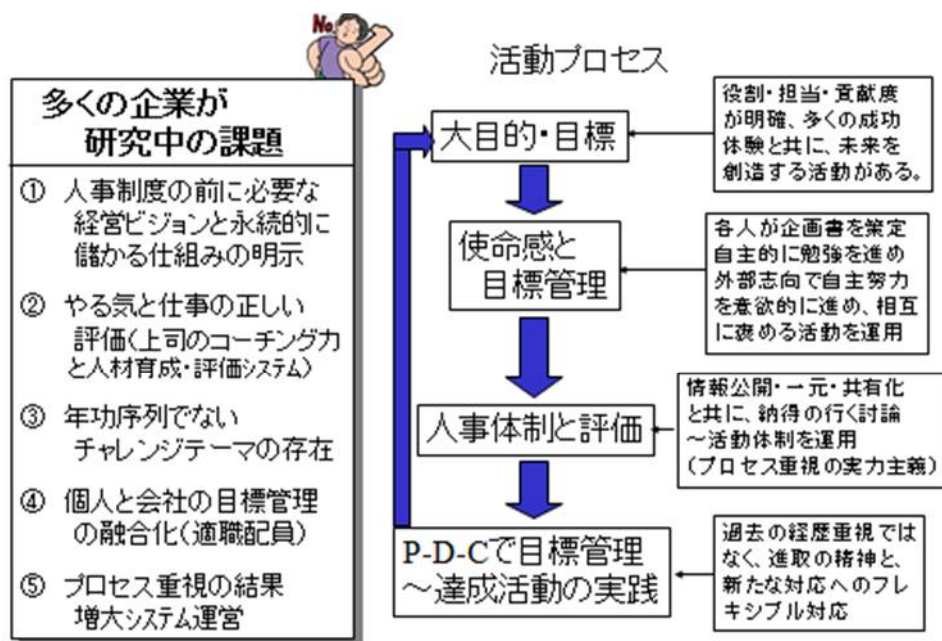 No.
多くの企業が
研究中の課題
① 人事制度の前に必要な
経営ビジョンと永続的に
儲かる仕組みの明示
② やる気と仕事の正しい
評価(上司のコーチング力
と人材育成・評価システム)
③ 年功序列でない
チャレンジテーマの存在
④ 個人と会社の目標管理
の融合化(適職配員)
⑤ プロセス重視の結果
増大システム運営
活動プロセス
大目的・目標
役割・担当・貢献度
が明確、多くの成功
体験と共に、未来を
創造する活動がある。
使命感と
目標管理
各人が企画書を策定
自主的に勉強を進め
外部志向で自主努力
を意欲的に進め、相互
に褒める活動を運用
人事体制と評価
情報公開・一元・共有化
と共に、納得の行く討論
~活動体制を運用
(プロセス重視の実力主義)
P-D-Cで目標管理
~達成活動の実践
過去の経歴重視では
なく、進取の精神と、
新たな対応へのフレ
キシブル対応